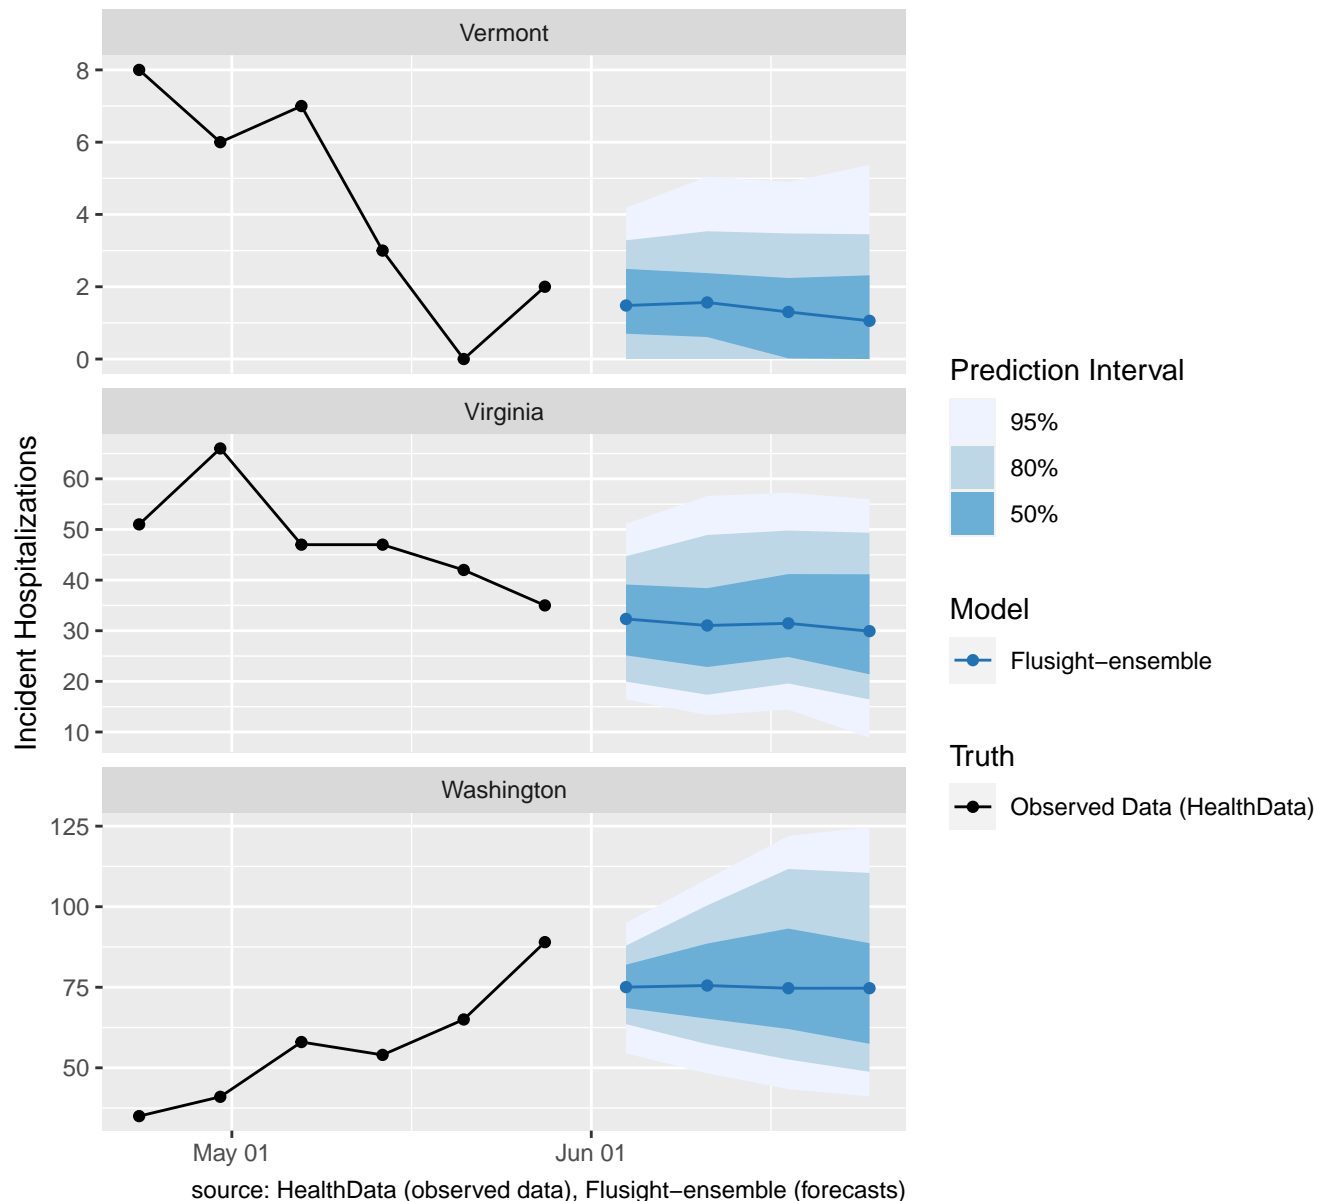 Vermont
8
6
4
2
0
Virginia
60
50
40
30
20
10
Washington
125
100
75
50
May 01 Jun 01
Incident Hospitalizations
source: HealthData (observed data), Flusight−ensemble (forecasts)
Prediction Interval
95%
80%
50%
Model
Flusight−ensemble
Truth
Observed Data (HealthData)